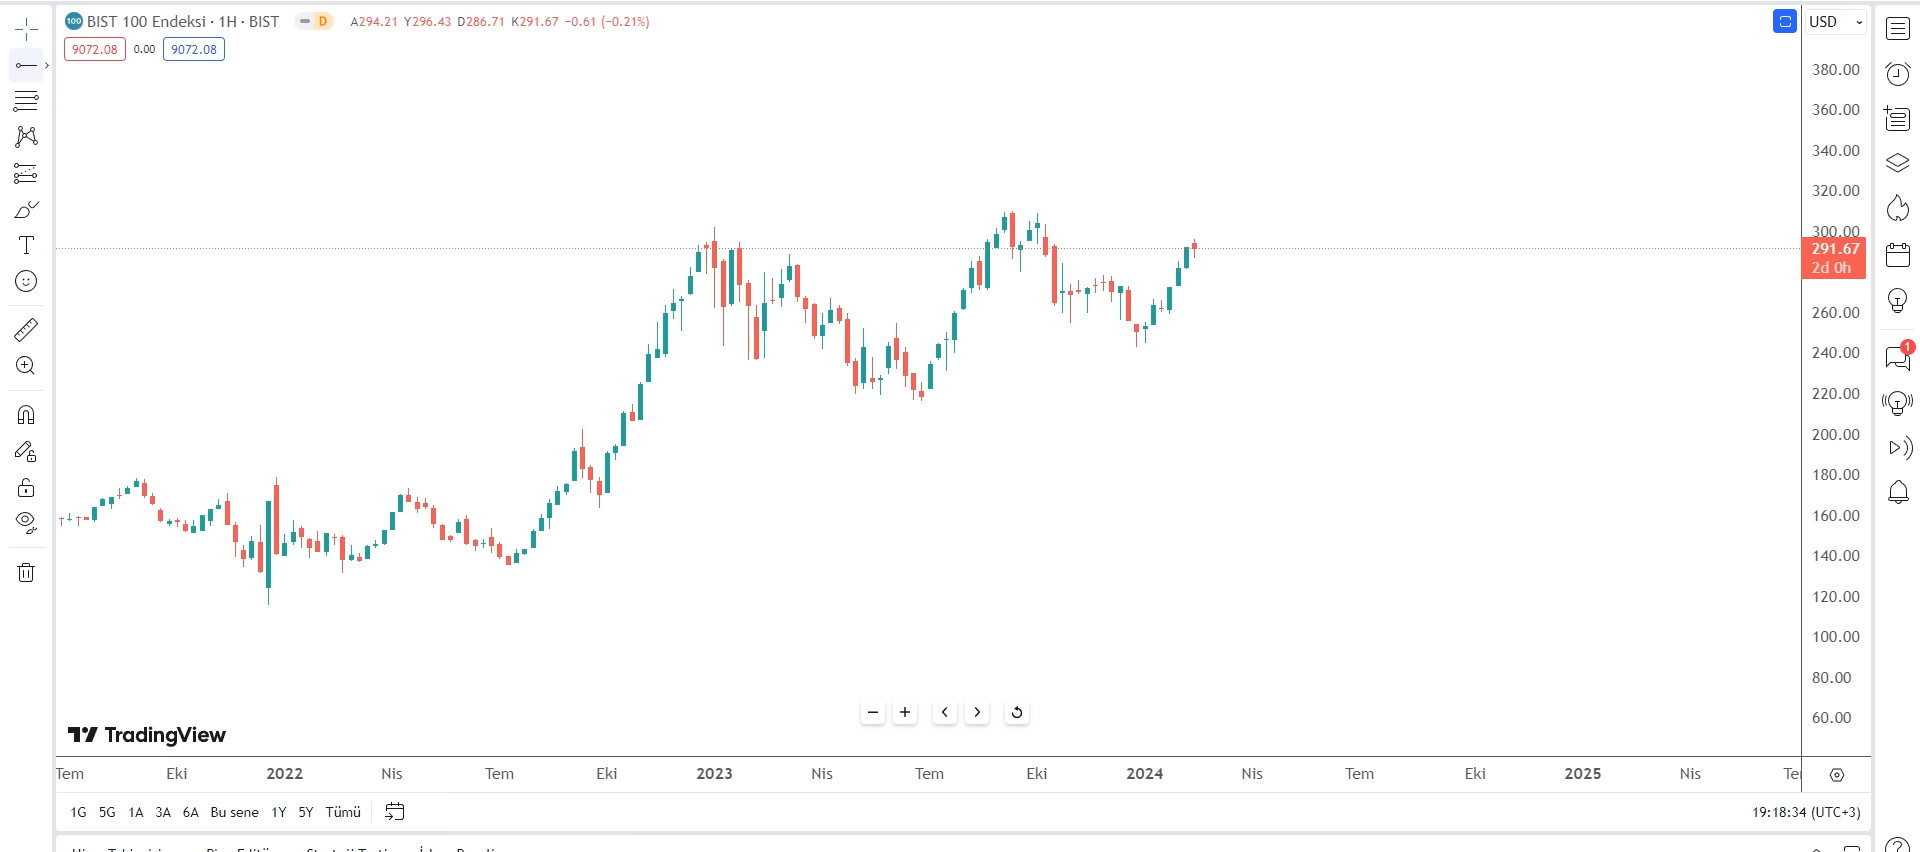 100 BIST 100 Endeksi · 1H · BIST D A294.21 Y296.43 D286.71 K291.67 −0.61 (−0.21%) USD
9072.08 0.00 9072.08
380.00
360.00
340.00
320.00
300.00
291.67
2d 0h
260.00
240.00
220.00
200.00
180.00
160.00
140.00
120.00
100.00
80.00
60.00
1
T
TradingView
Tem Eki 2022 Nis Tem Eki 2023 Nis Tem Eki 2024 Nis Tem Eki 2025 Nis
1G 5G 1A 3A 6A Bu sene 1Y 5Y Tümü 19:18:34 (UTC+3)